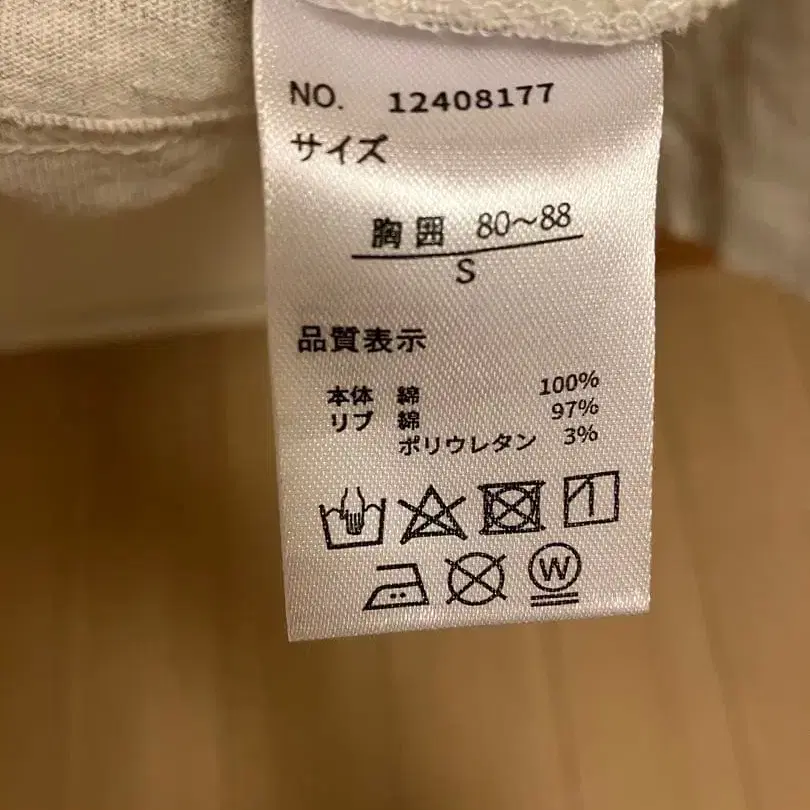 NO. 12408177
サイズ
胸囲 80～88
S
品質表示
本体 綿 100%
リブ 綿 97%
ポリウレタン 3%
W